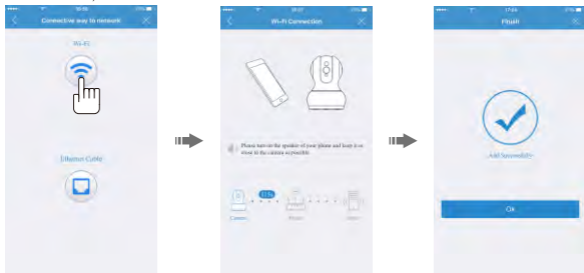 Connective way to network
Wi-Fi
Ethernet Cable
Wi-Fi Connection
Please turn on the speaker of your phone and keep it as
close to the camera as possible
Camera
Finish
Add Successfully
Ok